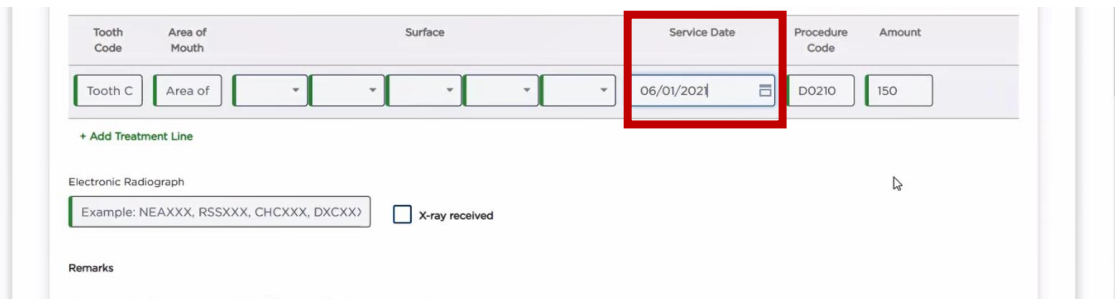 Tooth Code
Area of Mouth
Surface
Service Date
Procedure Code
Amount
Tooth C
Area of
06/01/2021
D0210
150
+ Add Treatment Line
Electronic Radiograph
Example: NEAXXX, RSSXXX, CHCXXX, DXCXX
X-ray received
Remarks